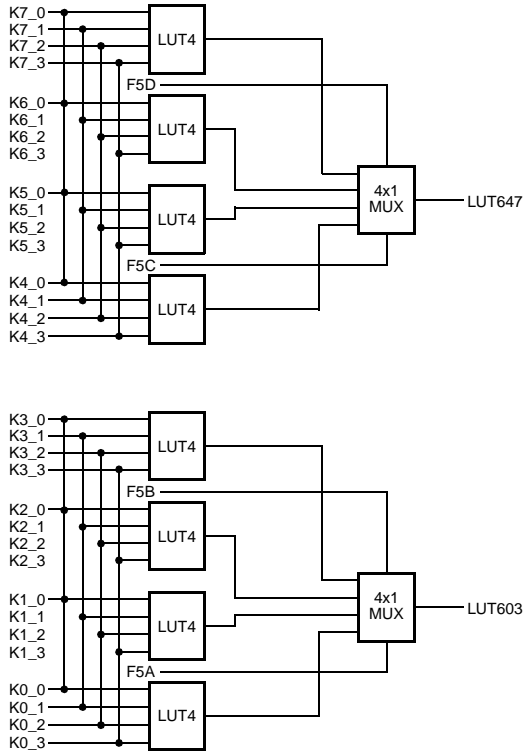 K7_0
K7_1
K7_2
K7_3
LUT4
F5D
K6_0
K6_1
K6_2
K6_3
LUT4
K5_0
K5_1
K5_2
K5_3
LUT4
F5C
K4_0
K4_1
K4_2
K4_3
LUT4
4x1
MUX
LUT647
K3_0
K3_1
K3_2
K3_3
LUT4
F5B
K2_0
K2_1
K2_2
K2_3
LUT4
K1_0
K1_1
K1_2
K1_3
LUT4
F5A
K0_0
K0_1
K0_2
K0_3
LUT4
4x1
MUX
LUT603